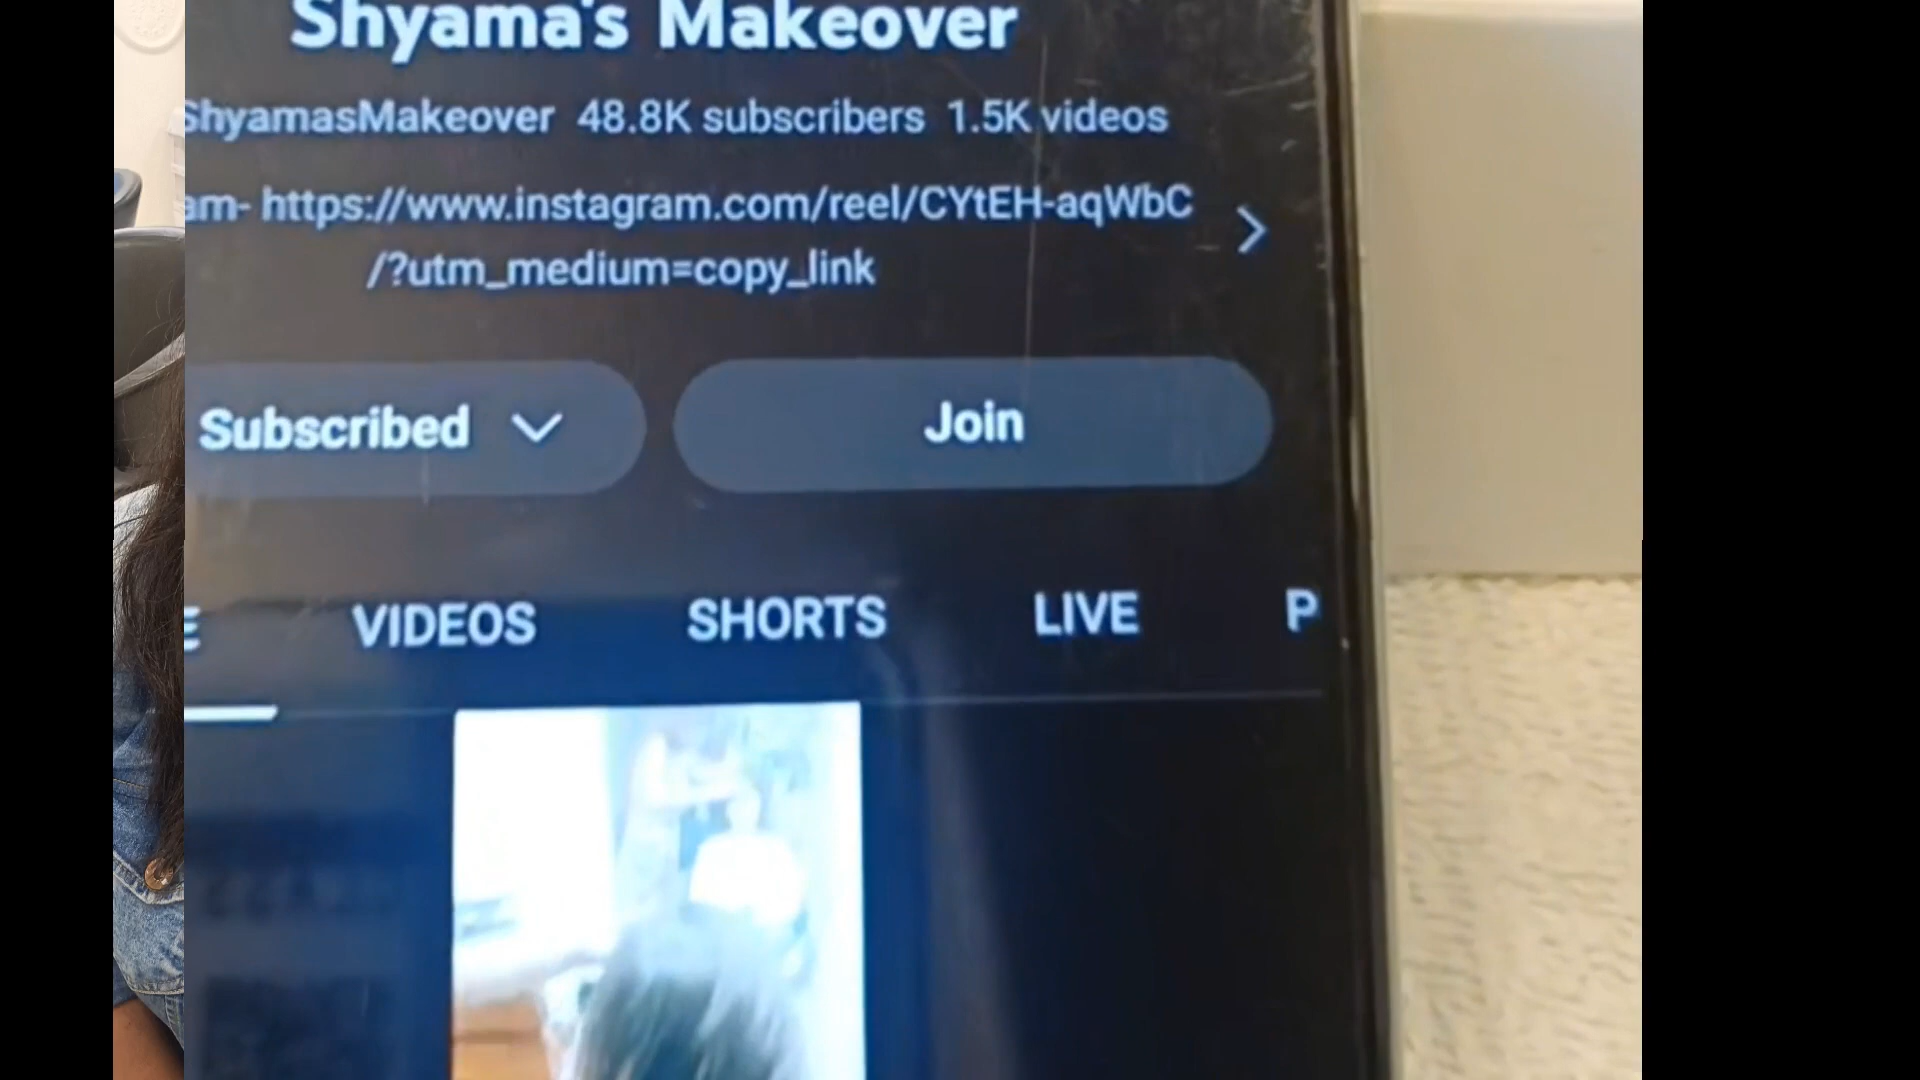 Shyama's Makeover
ShyamasMakeover 48.8K subscribers 1.5K videos
am- https://www.instagram.com/reel/CYtEH-aqWbC
/?utm_medium=copy_link
Subscribed
Join
E VIDEOS SHORTS LIVE P